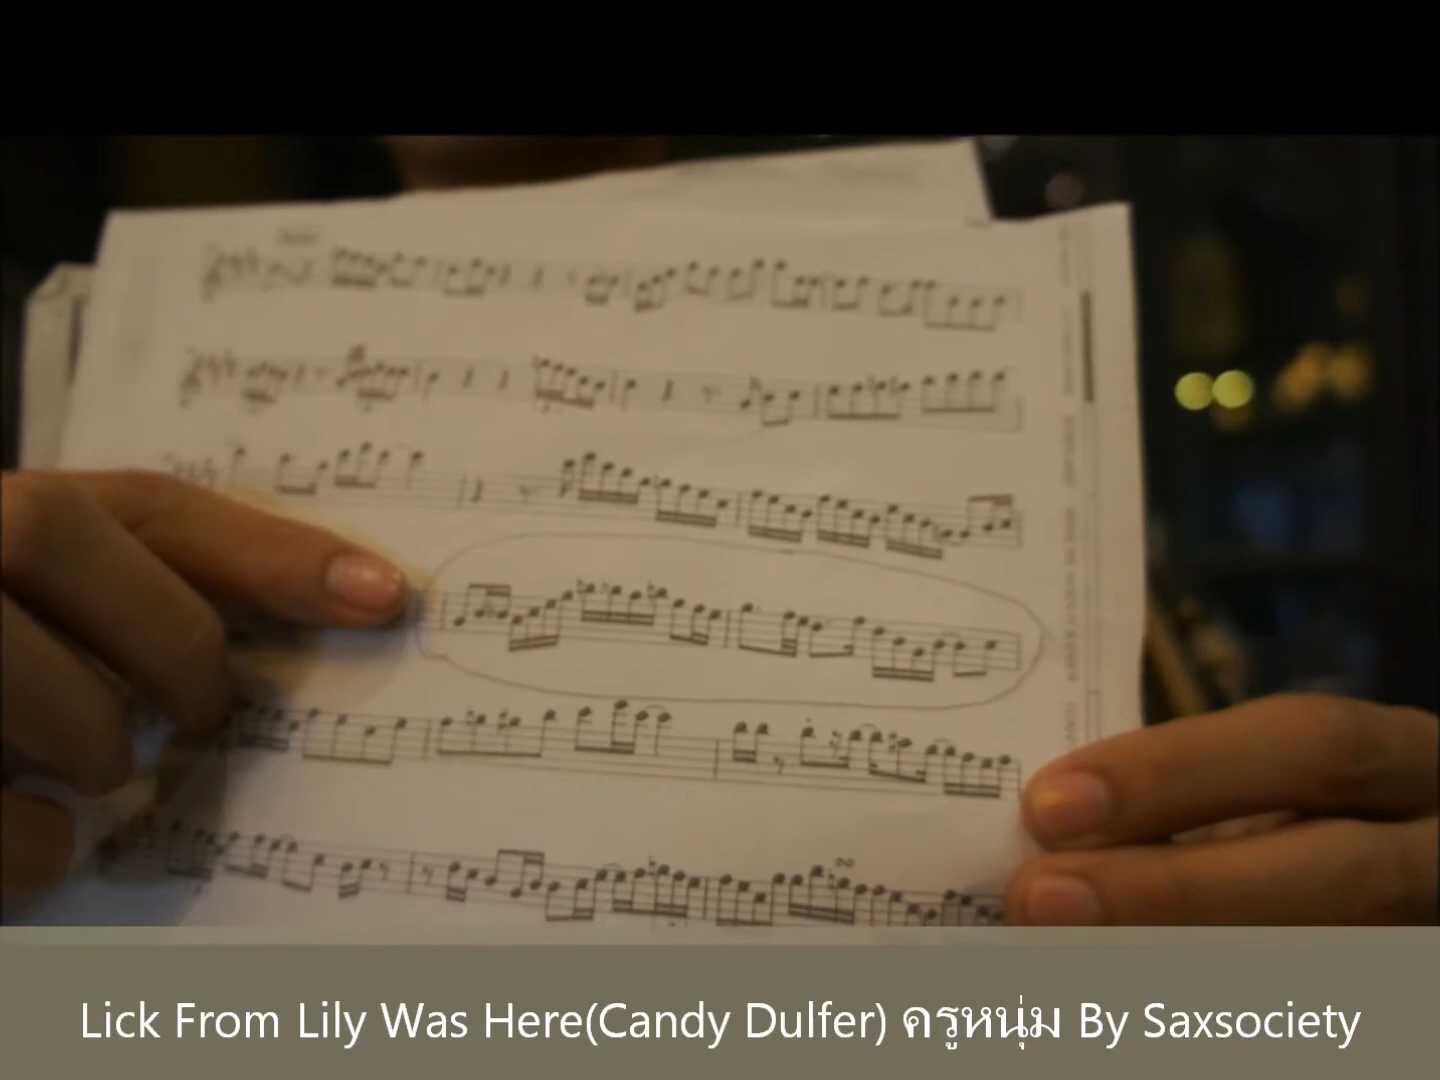 Lick From Lily Was Here(Candy Dulfer) ครูหนุ่ม By Saxsociety